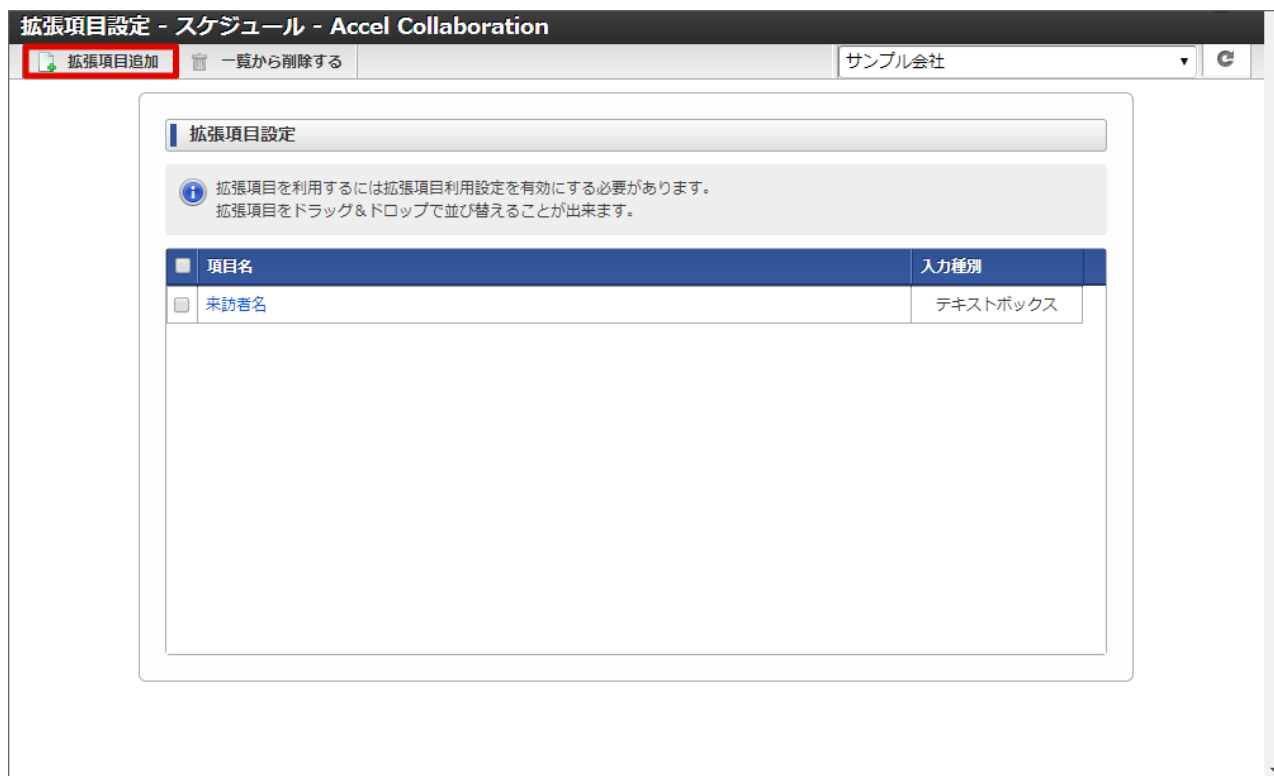 拡張項目設定 - スケジュール - Accel Collaboration
拡張項目追加 一覧から削除する サンプル会社
拡張項目設定
拡張項目を利用するには拡張項目利用設定を有効にする必要があります。
拡張項目をドラッグ&ドロップで並び替えることが出来ます。
項目名 入力種別
来訪者名 テキストボックス